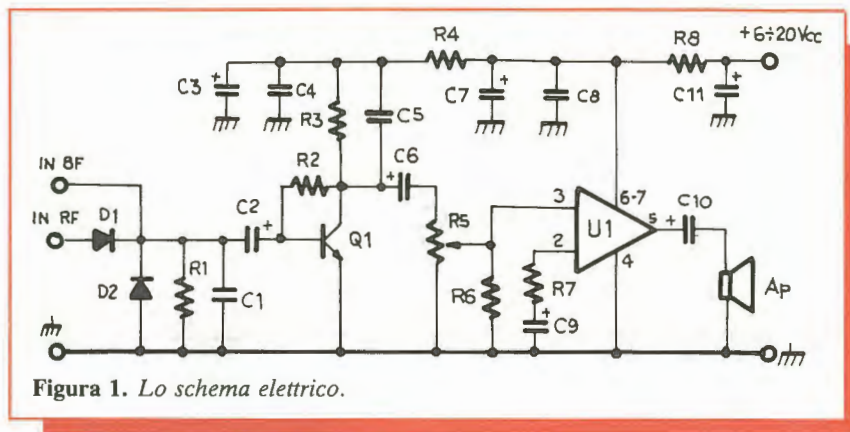 R4
R8
+6÷20Vcc
C3 +
C4
R3
C5
C7 +
C8
C11 +
R2
C6 +
IN BF
IN RF
D1
C2 +
Q1
R5
3
2
U1
6-7
5
4
C10 +
D2
R1
C1
R6
R7
C9 +
Ap
Figura 1. Lo schema elettrico.